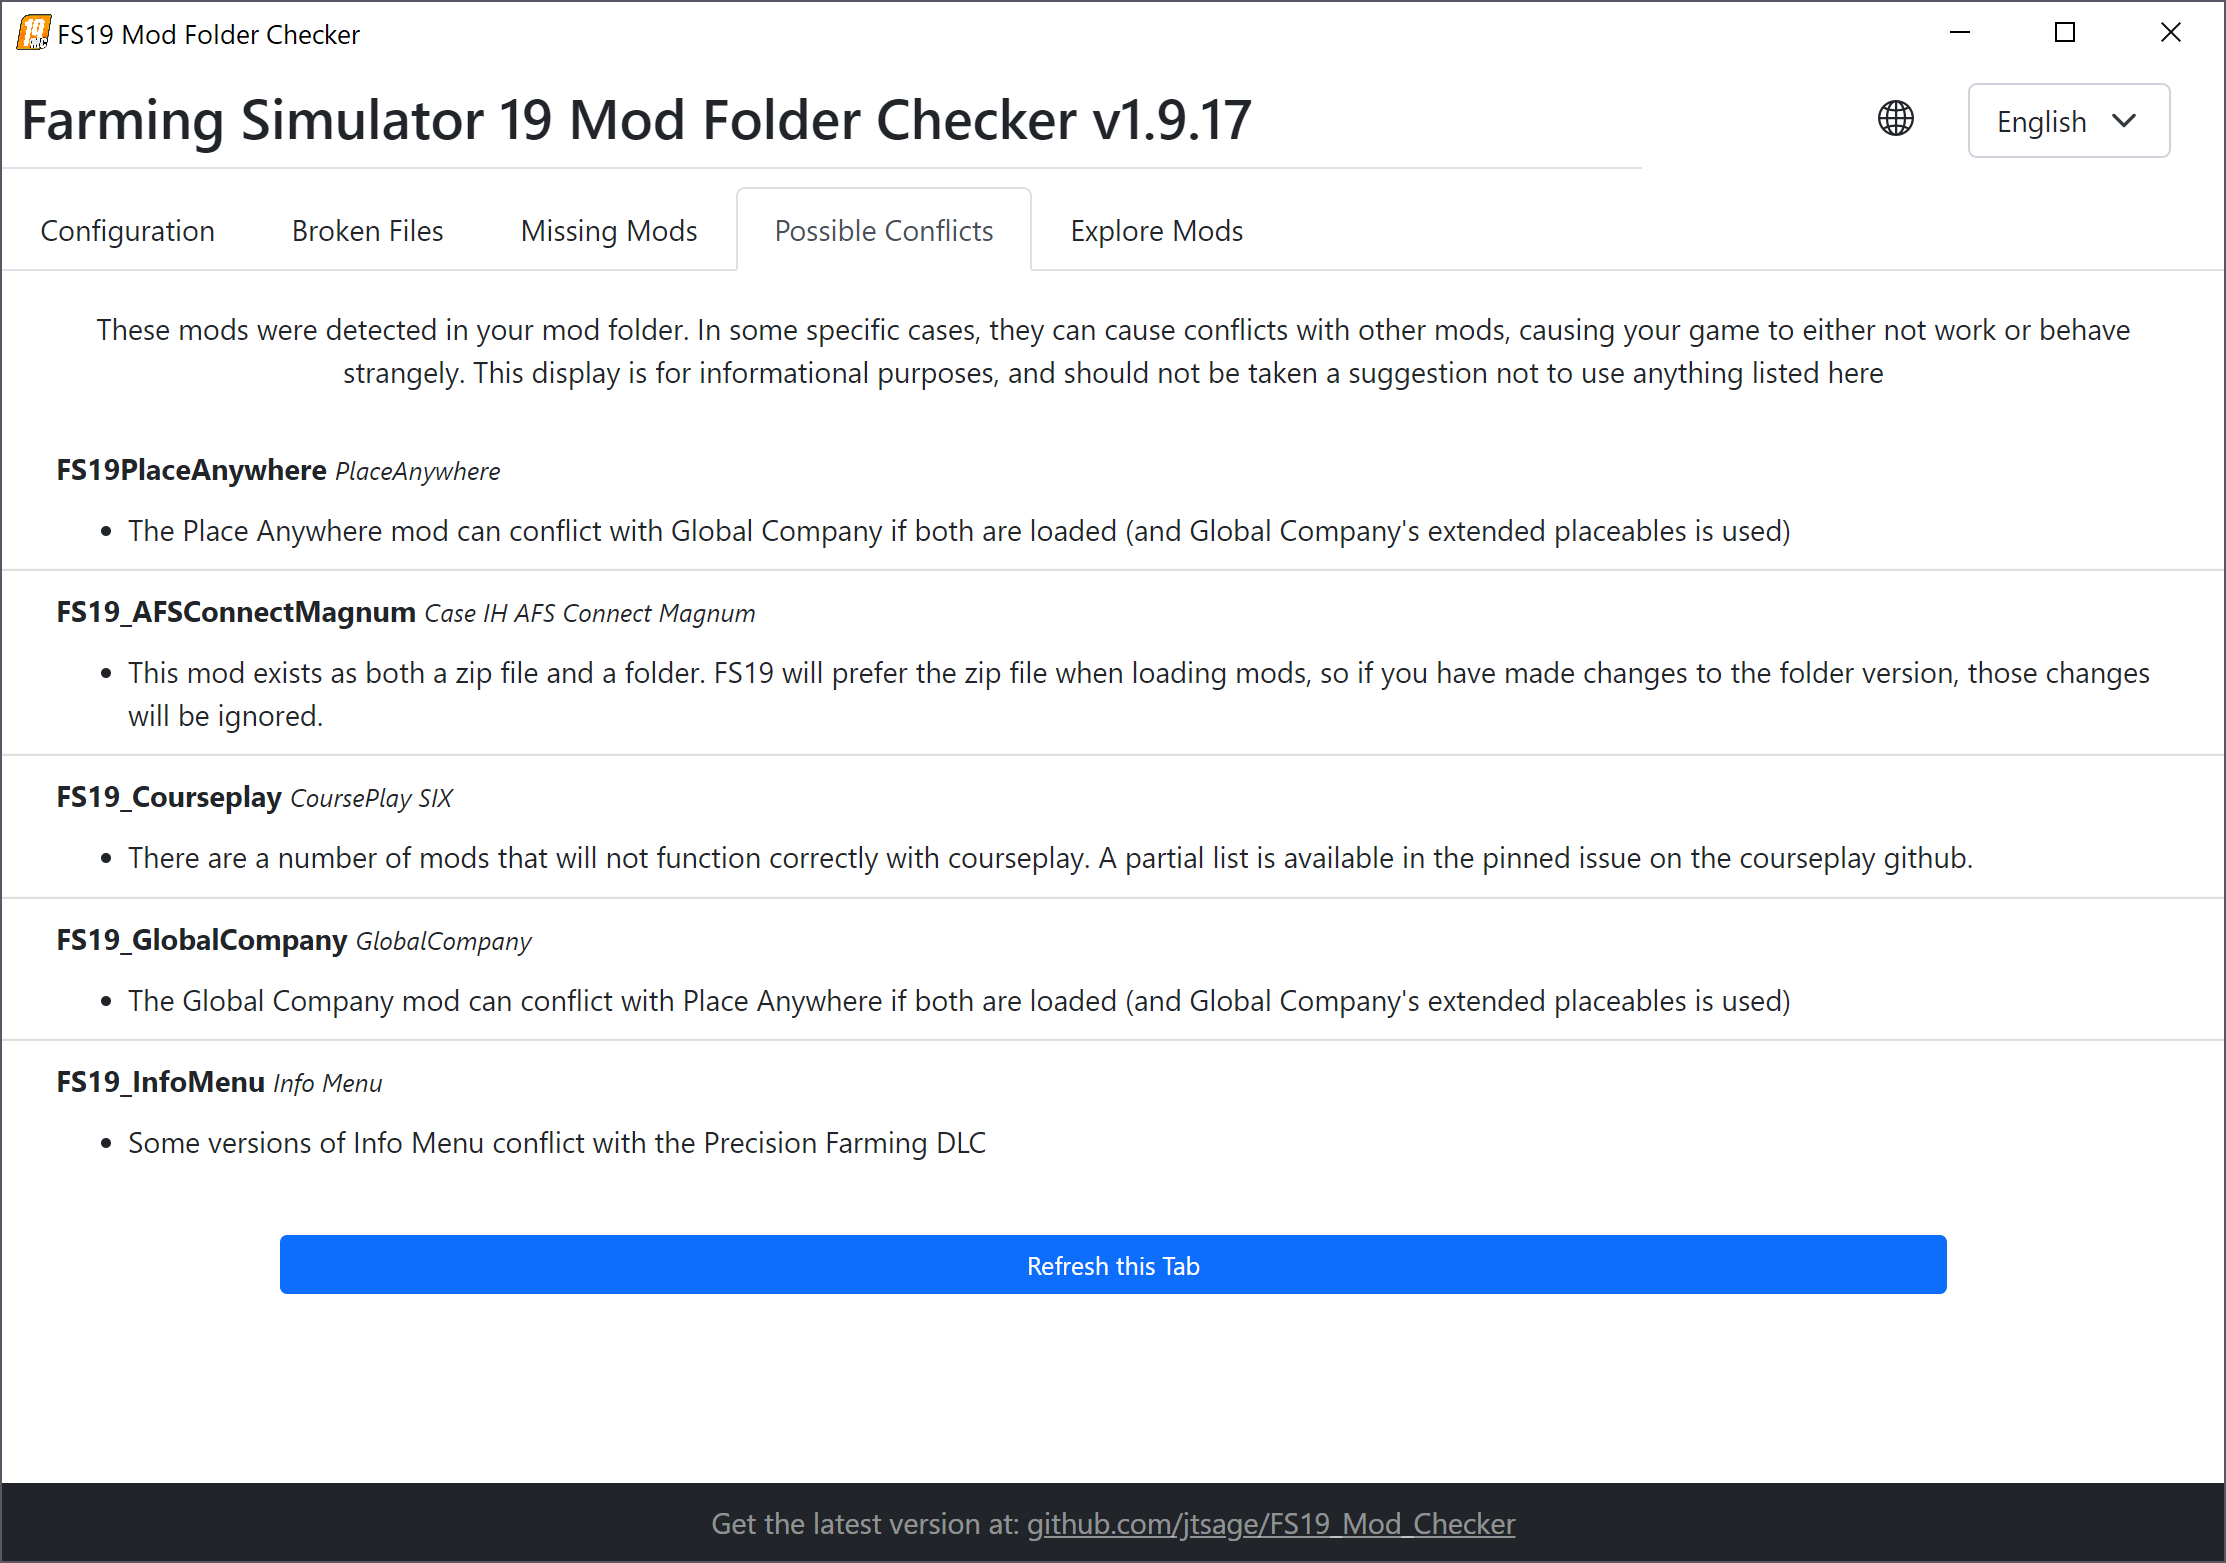 FS19 Mod Folder Checker
Farming Simulator 19 Mod Folder Checker v1.9.17
English
Configuration
Broken Files
Missing Mods
Possible Conflicts
Explore Mods
These mods were detected in your mod folder. In some specific cases, they can cause conflicts with other mods, causing your game to either not work or behave
strangely. This display is for informational purposes, and should not be taken a suggestion not to use anything listed here
FS19PlaceAnywhere PlaceAnywhere
• The Place Anywhere mod can conflict with Global Company if both are loaded (and Global Company's extended placeables is used)
FS19_AFSConnectMagnum Case IH AFS Connect Magnum
• This mod exists as both a zip file and a folder. FS19 will prefer the zip file when loading mods, so if you have made changes to the folder version, those changes
will be ignored.
FS19_Courseplay CoursePlay SIX
• There are a number of mods that will not function correctly with courseplay. A partial list is available in the pinned issue on the courseplay github.
FS19_GlobalCompany GlobalCompany
• The Global Company mod can conflict with Place Anywhere if both are loaded (and Global Company's extended placeables is used)
FS19_InfoMenu Info Menu
• Some versions of Info Menu conflict with the Precision Farming DLC
Refresh this Tab
Get the latest version at: github.com/jtsage/FS19_Mod_Checker